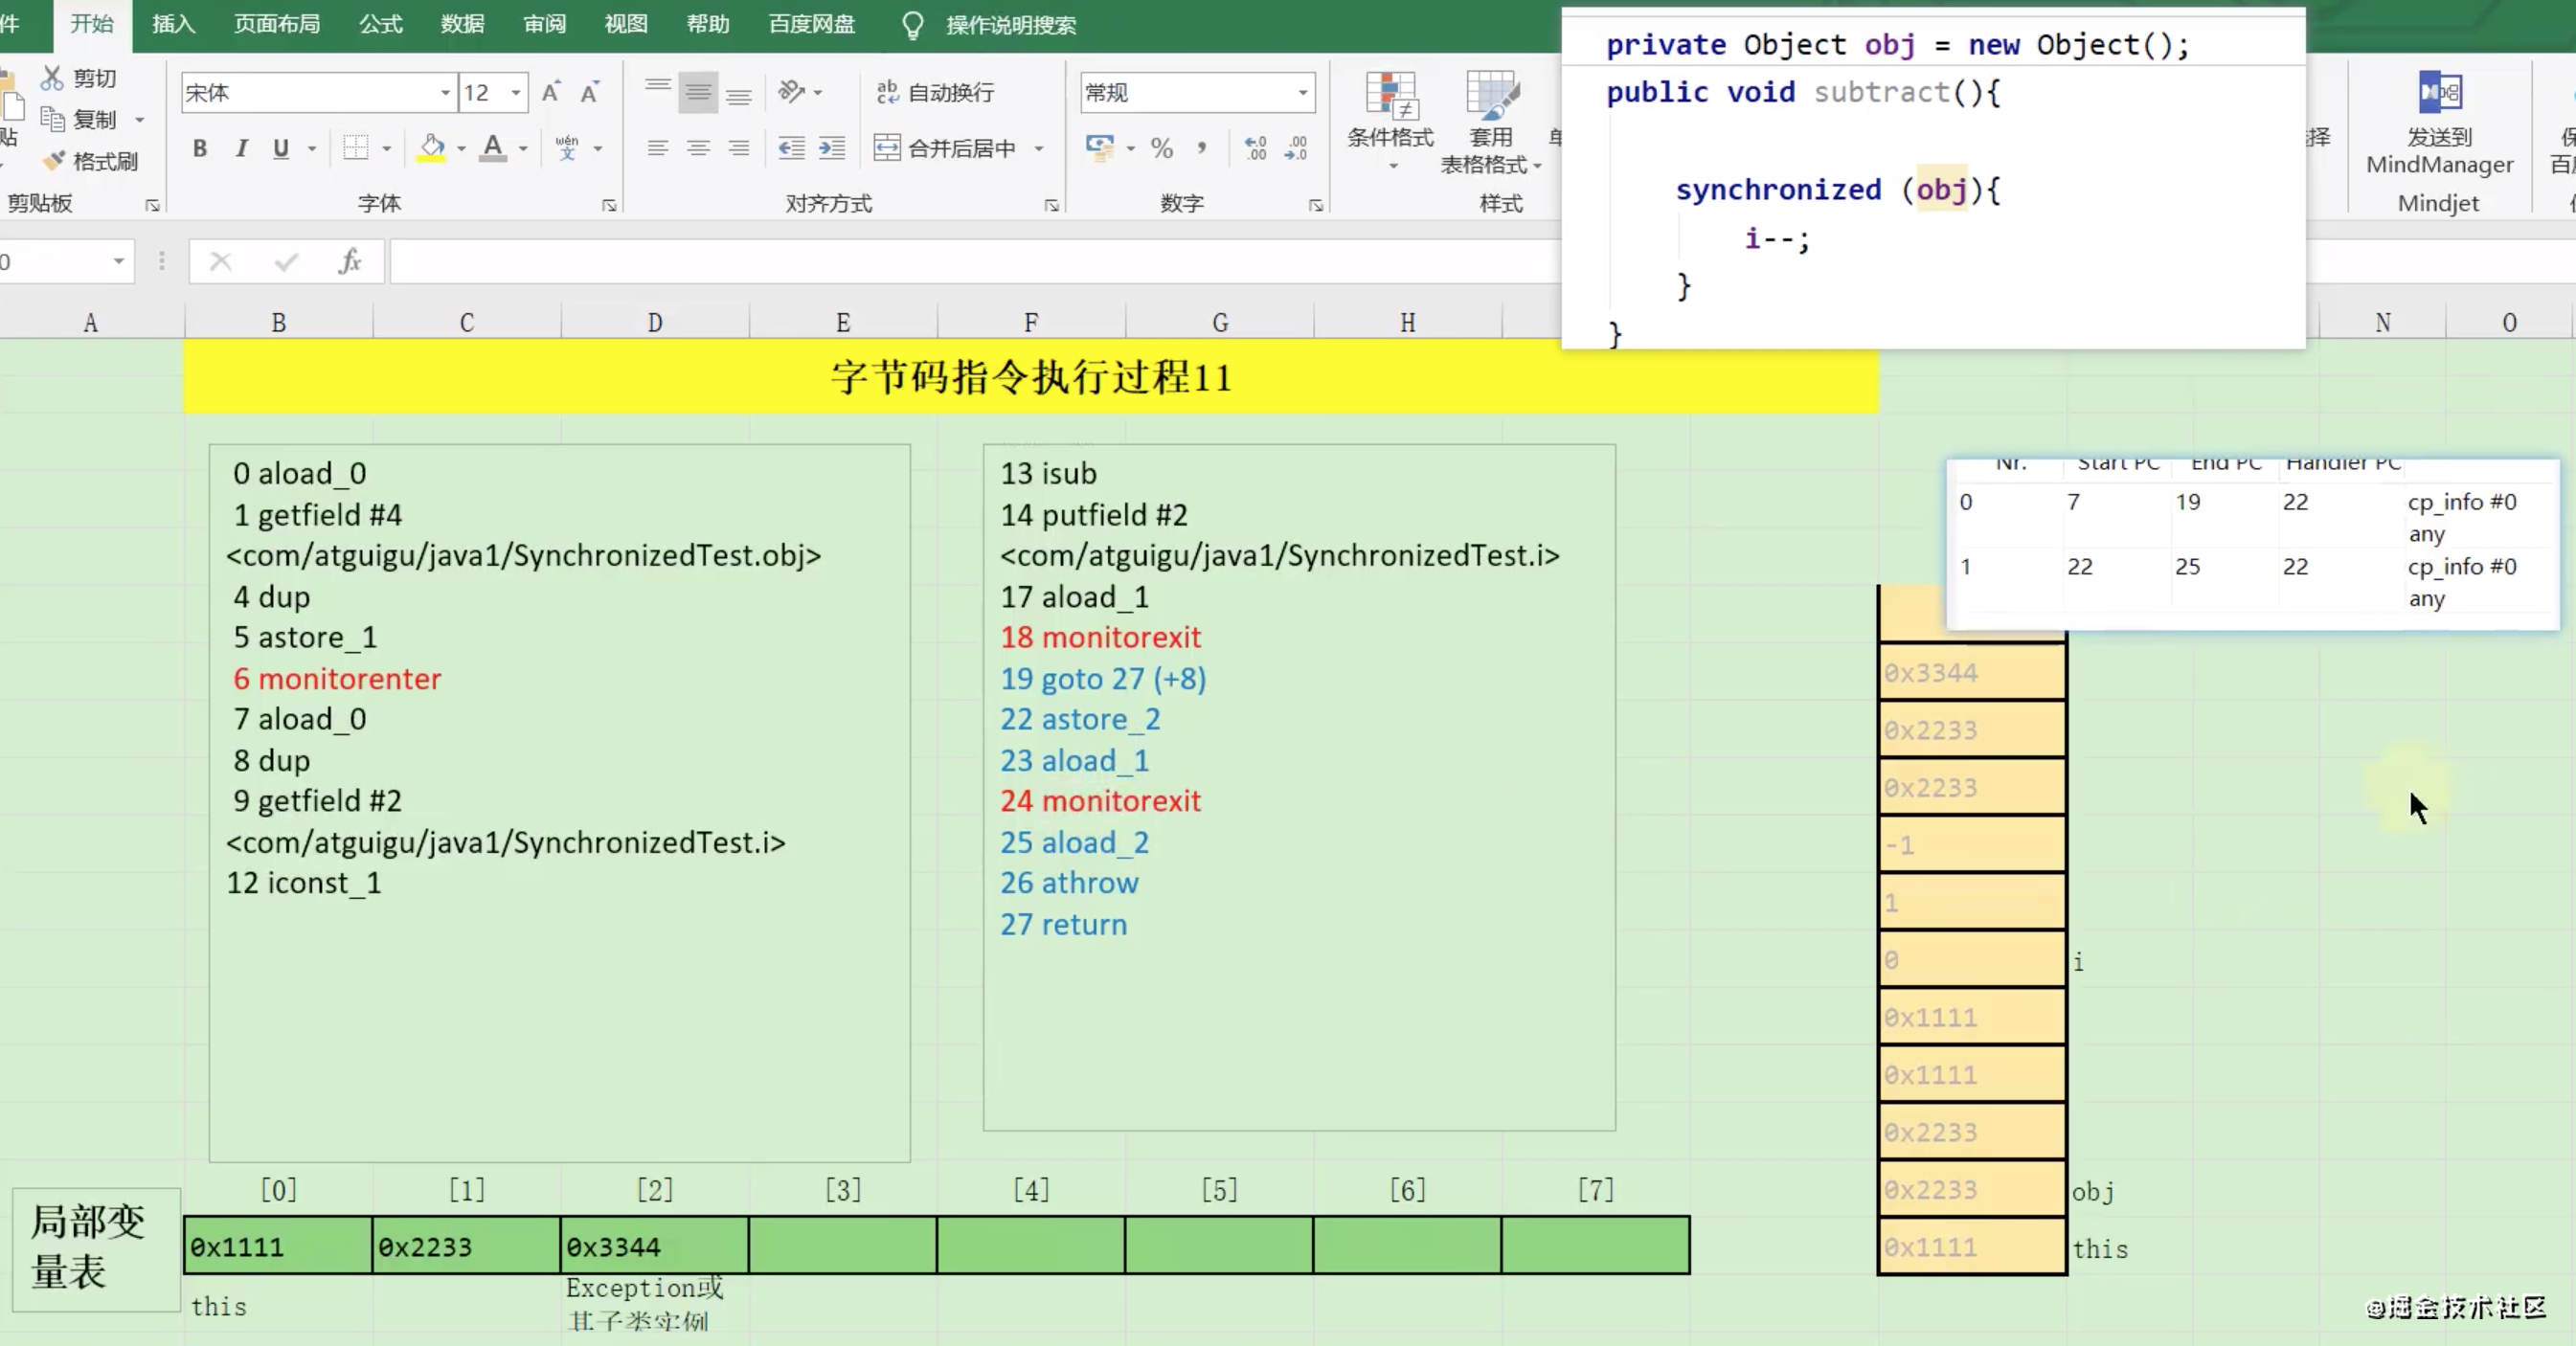 件 开始 插入 页面布局 公式 数据 审阅 视图 帮助 百度网盘 操作说明搜索
剪切
复制
贴
格式刷
剪贴板
宋体 12
B I U
字体
自动换行
合并后居中
对齐方式
常规
数字
条件格式
套用
表格格式
样式
择
发送到
MindManager
Mindjet
保
private Object obj = new Object();
public void subtract(){
synchronized (obj){
i--;
}
}
0
fx
A B C D E F G H N O
字节码指令执行过程11
0 aload_0
1 getfield #4
<com/atguigu/java1/SynchronizedTest.obj>
4 dup
5 astore_1
6 monitorenter
7 aload_0
8 dup
9 getfield #2
<com/atguigu/java1/SynchronizedTest.i>
12 iconst_1
13 isub
14 putfield #2
<com/atguigu/java1/SynchronizedTest.i>
17 aload_1
18 monitorexit
19 goto 27 (+8)
22 astore_2
23 aload_1
24 monitorexit
25 aload_2
26 athrow
27 return
Nr. Start PC End PC Handler PC
0 7 19 22 cp_info #0
any
1 22 25 22 cp_info #0
any
0x3344
0x2233
0x2233
-1
1
0 i
0x1111
0x1111
0x2233
0x2233 obj
0x1111 this
[0] [1] [2] [3] [4] [5] [6] [7]
局部变
量表
0x1111 0x2233 0x3344
this
Exception或
其子类实例
@掘金技术社区